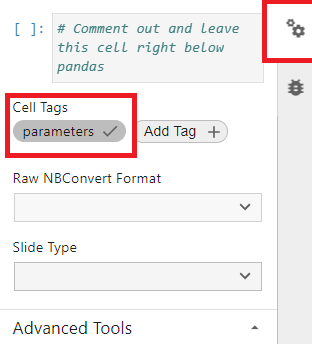 [ ]: # Comment out and leave
this cell right below
pandas
Cell Tags
parameters Add Tag +
Raw NBConvert Format
Slide Type
Advanced Tools